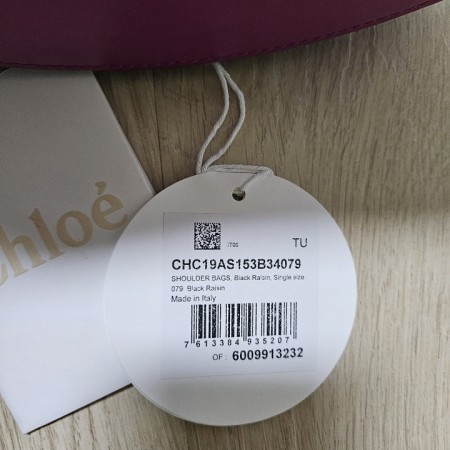 Chloé
TU
CHC19AS153B34079
SHOULDER BAGS, Black Raisin, Single size
079 Black Raisin
Made in Italy
7 613384 935207
OF : 6009913232